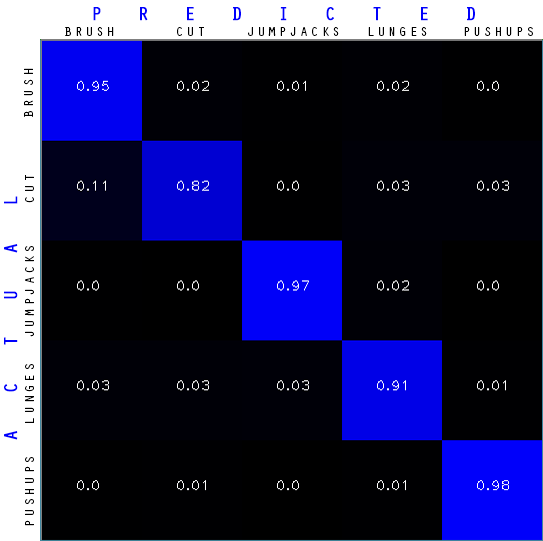 P R E D I C T E D
BRUSH CUT JUMPJACKS LUNGES PUSHUPS
ACTUAL
BRUSH 0.95 0.02 0.01 0.02 0.0
CUT 0.11 0.82 0.0 0.03 0.03
JUMPJACKS 0.0 0.0 0.97 0.02 0.0
LUNGES 0.03 0.03 0.03 0.91 0.01
PUSHUPS 0.0 0.01 0.0 0.01 0.98